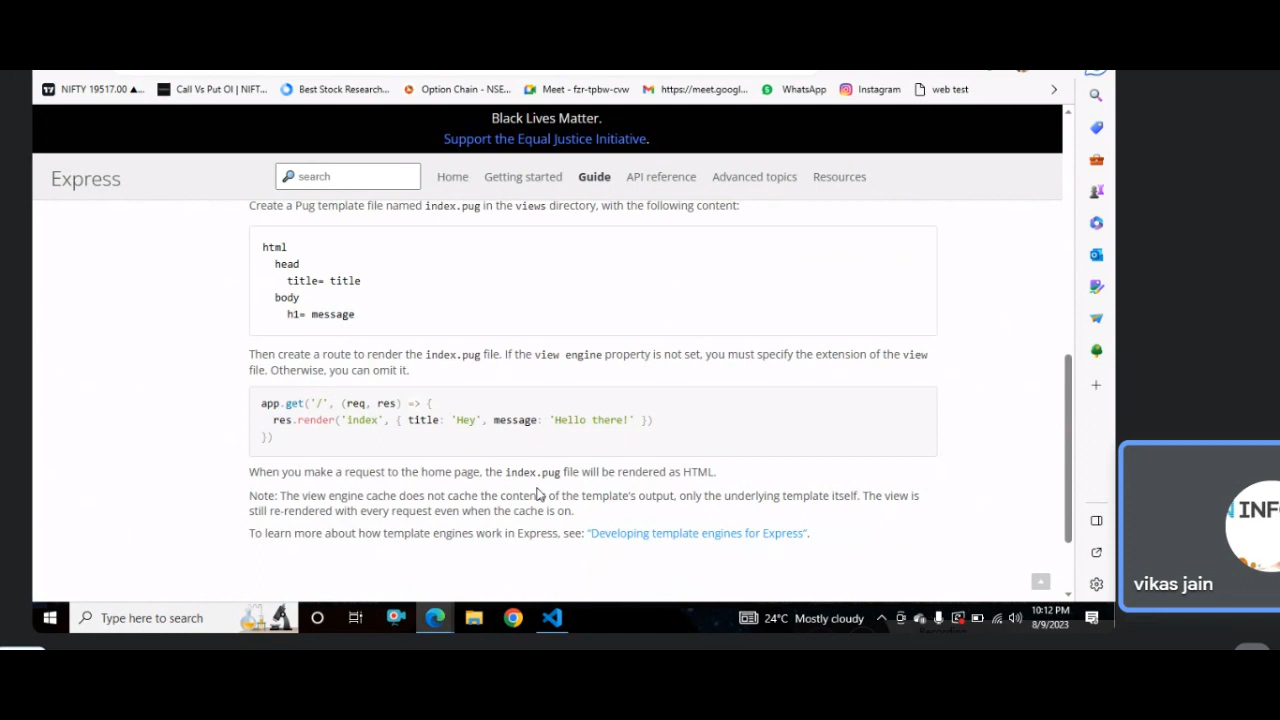 NIFTY 19517.00 ▲...
Call Vs Put OI | NIFT...
Best Stock Research...
Option Chain - NSE...
Meet - fzr-tpbw-cvw
https://meet.googl...
WhatsApp
Instagram
web test
Black Lives Matter.
Support the Equal Justice Initiative.
Express
search
Home
Getting started
Guide
API reference
Advanced topics
Resources
Create a Pug template file named index.pug in the views directory, with the following content:
html
head
title= title
body
h1= message
Then create a route to render the index.pug file. If the view engine property is not set, you must specify the extension of the view
file. Otherwise, you can omit it.
app.get('/', (req, res) => {
res.render('index', { title: 'Hey', message: 'Hello there!' })
})
When you make a request to the home page, the index.pug file will be rendered as HTML.
Note: The view engine cache does not cache the contents of the template's output, only the underlying template itself. The view is
still re-rendered with every request even when the cache is on.
To learn more about how template engines work in Express, see: "Developing template engines for Express".
INFO
vikas jain
Type here to search
24°C Mostly cloudy
10:12 PM
8/9/2023